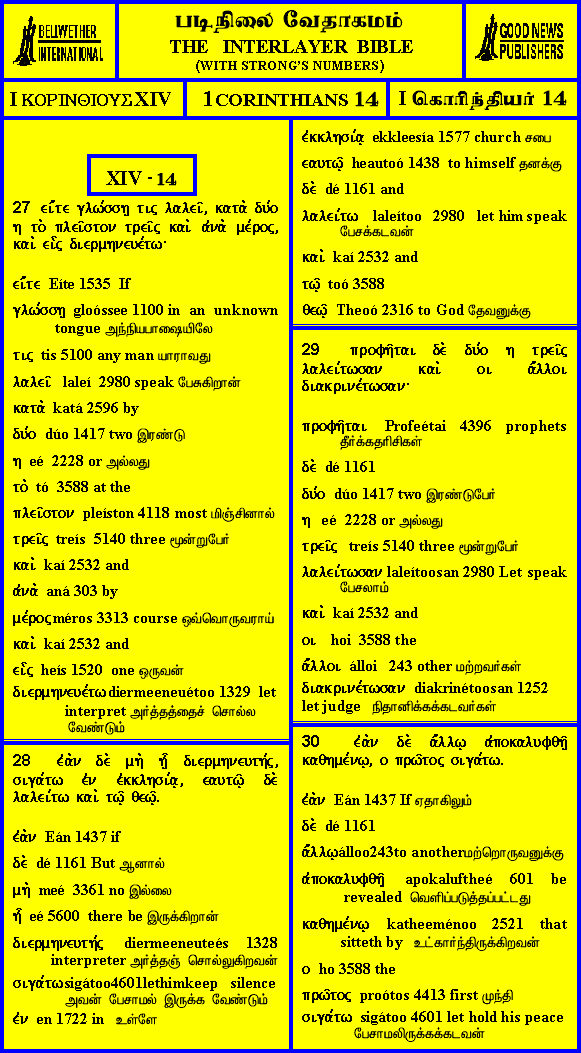 BELLWETHER
INTERNATIONAL
படிநிலை வேதாகமம்
THE INTERLAYER BIBLE
(WITH STRONG'S NUMBERS)
GOOD NEWS
PUBLISHERS
I ΚΟΡΙΝΘΙΟΥΣ XIV
1 CORINTHIANS 14
I கொரிந்தியர் 14
XIV - 14
27 εἴτε γλώσσῃ τις λαλεῖ, κατὰ δύο
η τὸ πλεῖστον τρεῖς καὶ ἀνὰ μέρος,
καὶ εἷς διερμηνευέτω·
εἴτε Eíte 1535 If
γλώσσῃ gloóssee 1100 in an unknown
tongue அந்நியபாஷையிலே
τις tis 5100 any man யாராவது
λαλεῖ laleí 2980 speak பேசுகிறான்
κατὰ katá 2596 by
δύο dúo 1417 two இரண்டு
η eé 2228 or அல்லது
τὸ tó 3588 at the
πλεῖστον pleíston 4118 most மிஞ்சினால்
τρεῖς treís 5140 three மூன்றுபேர்
καὶ kaí 2532 and
ἀνὰ aná 303 by
μέρος méros 3313 course ஒவ்வொருவராய்
καὶ kaí 2532 and
εἷς heís 1520 one ஒருவன்
διερμηνευέτω diermeeneuétoo 1329 let
interpret அர்த்தத்தைச் சொல்ல
வேண்டும்
28 ἐὰν δὲ μὴ ᾖ διερμηνευτής,
σιγάτω ἐν ἐκκλησίᾳ, εαυτῷ δὲ
λαλείτω καὶ τῷ θεῷ.
ἐὰν Eán 1437 if
δὲ dé 1161 But ஆனால்
μὴ meé 3361 no இல்லை
ᾖ eé 5600 there be இருக்கிறான்
διερμηνευτής diermeeneuteés 1328
interpreter அர்த்தஞ் சொல்லுகிறவன்
σιγάτω sigátoo4601lethimkeep silence
அவன் பேசாமல் இருக்க வேண்டும்
ἐν en 1722 in உள்ளே
ἐκκλησίᾳ ekkleesía 1577 church சபை
εαυτῷ heautoó 1438 to himself தனக்கு
δὲ dé 1161 and
λαλείτω laleítoo 2980 let him speak
பேசக்கடவன்
καὶ kaí 2532 and
τῷ toó 3588
θεῷ Theoó 2316 to God தேவனுக்கு
29 προφῆται δὲ δύο η τρεῖς
λαλείτωσαν καὶ οι ἄλλοι
διακρινέτωσαν·
προφῆται Profeétai 4396 prophets
தீர்க்கதரிசிகள்
δὲ dé 1161
δύο dúo 1417 two இரண்டுபேர்
η eé 2228 or அல்லது
τρεῖς treís 5140 three மூன்றுபேர்
λαλείτωσαν laleítoosan 2980 Let speak
பேசலாம்
καὶ kaí 2532 and
οι hoi 3588 the
ἄλλοι álloi 243 other மற்றவர்கள்
διακρινέτωσαν diakrinétoosan 1252
let judge நிதானிக்கக்கடவர்கள்
30 ἐὰν δὲ ἄλλῳ ἀποκαλυφθῇ
καθημένῳ, ο πρῶτος σιγάτω.
ἐὰν Eán 1437 If ஏதாகிலும்
δὲ dé 1161
ἄλλῳ álloo243to anotherமற்றொருவனுக்கு
ἀποκαλυφθῇ apokaluftheé 601 be
revealed வெளிப்படுத்தப்பட்டது
καθημένῳ katheeménoo 2521 that
sitteth by உட்கார்ந்திருக்கிறவன்
ο ho 3588 the
πρῶτος proótos 4413 first முந்தி
σιγάτω sigátoo 4601 let hold his peace
பேசாமலிருக்கக்கடவன்